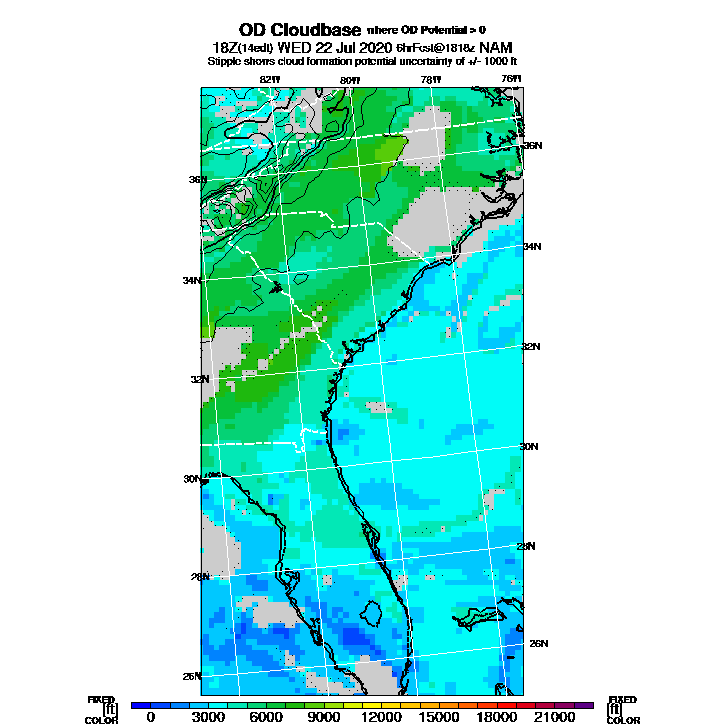 OD Cloudbase where OD Potential > 0
18Z(14edt) WED 22 Jul 2020 6hrFcst@1818z NAM
Stipple shows cloud formation potential uncertainty of +/- 1000 ft
82W 80W 78W 76W
36N 36N
34N 34N
32N 32N
30N 30N
28N 28N
26N 26N
FIXED FIXED
[ft] [ft]
COLOR COLOR
0 3000 6000 9000 12000 15000 18000 21000